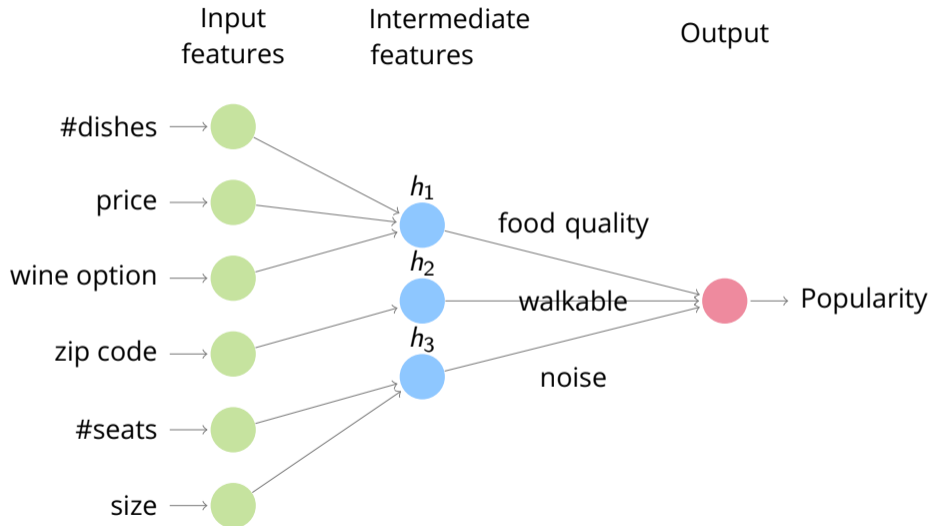 Input
features
Intermediate
features
Output
#dishes
price
wine option
zip code
#seats
size
h₁
h₂
h₃
food quality
walkable
noise
Popularity